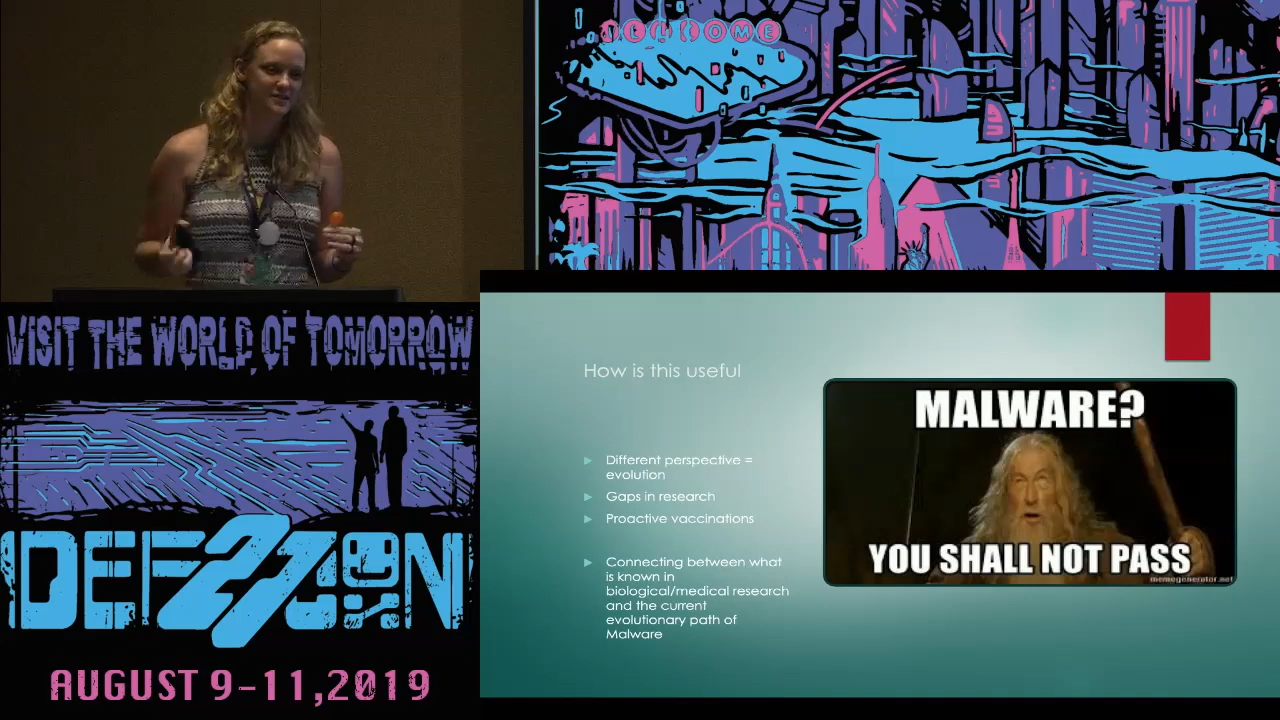 WELCOME
VISIT THE WORLD OF TOMORROW
DEF 27 CON
AUGUST 9-11,2019
How is this useful
Different perspective =
evolution
Gaps in research
Proactive vaccinations
Connecting between what
is known in
biological/medical research
and the current
evolutionary path of
Malware
MALWARE?
YOU SHALL NOT PASS
memegenerator.net